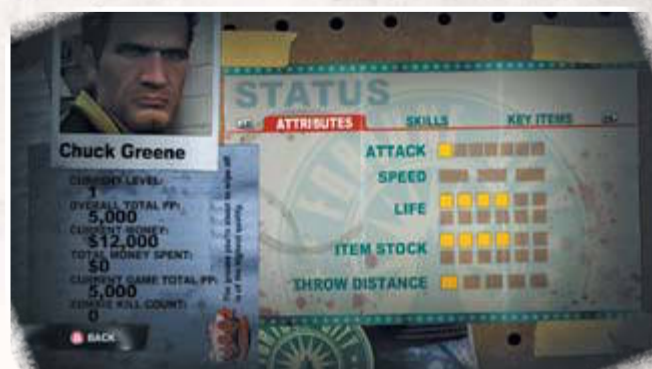 STATUS
ATTRIBUTES SKILLS KEY ITEMS
Chuck Greene
CURRENT LEVEL:
1
OVERALL TOTAL PP:
5,000
CURRENT MONEY:
$12,000
TOTAL MONEY SPENT:
$0
CURRENT GAME TOTAL PP:
5,000
ZOMBIE KILL COUNT:
0
ATTACK
SPEED
LIFE
ITEM STOCK
THROW DISTANCE
BACK